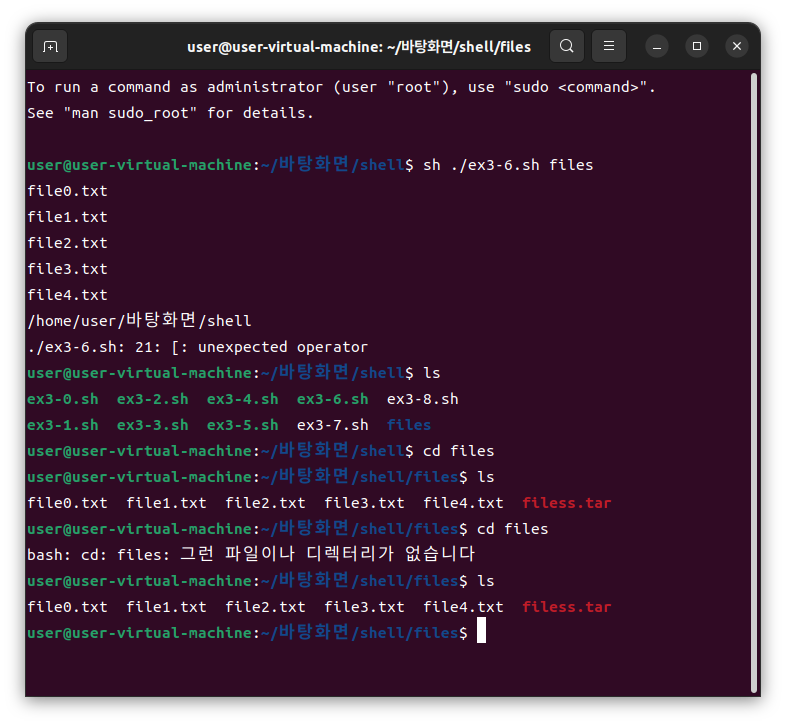 user@user-virtual-machine: ~/바탕화면/shell/files
To run a command as administrator (user "root"), use "sudo <command>".
See "man sudo_root" for details.
user@user-virtual-machine:~/바탕화면/shell$ sh ./ex3-6.sh files
file0.txt
file1.txt
file2.txt
file3.txt
file4.txt
/home/user/바탕화면/shell
./ex3-6.sh: 21: [: unexpected operator
user@user-virtual-machine:~/바탕화면/shell$ ls
ex3-0.sh  ex3-2.sh  ex3-4.sh  ex3-6.sh  ex3-8.sh
ex3-1.sh  ex3-3.sh  ex3-5.sh  ex3-7.sh  files
user@user-virtual-machine:~/바탕화면/shell$ cd files
user@user-virtual-machine:~/바탕화면/shell/files$ ls
file0.txt  file1.txt  file2.txt  file3.txt  file4.txt  filess.tar
user@user-virtual-machine:~/바탕화면/shell/files$ cd files
bash: cd: files: 그런 파일이나 디렉터리가 없습니다
user@user-virtual-machine:~/바탕화면/shell/files$ ls
file0.txt  file1.txt  file2.txt  file3.txt  file4.txt  filess.tar
user@user-virtual-machine:~/바탕화면/shell/files$